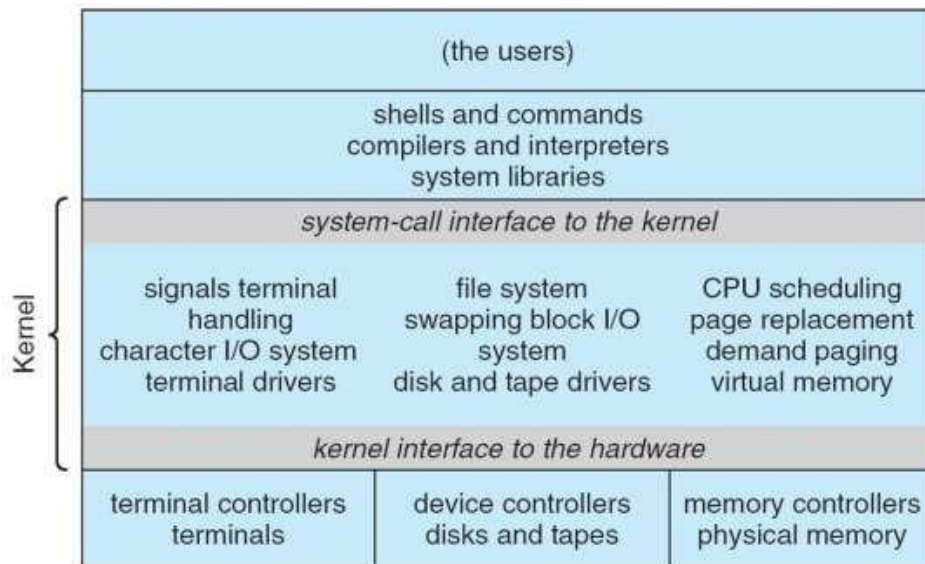 (the users)
shells and commands
compilers and interpreters
system libraries
system-call interface to the kernel
Kernel
signals terminal
handling
character I/O system
terminal drivers
file system
swapping block I/O
system
disk and tape drivers
CPU scheduling
page replacement
demand paging
virtual memory
kernel interface to the hardware
terminal controllers
terminals
device controllers
disks and tapes
memory controllers
physical memory